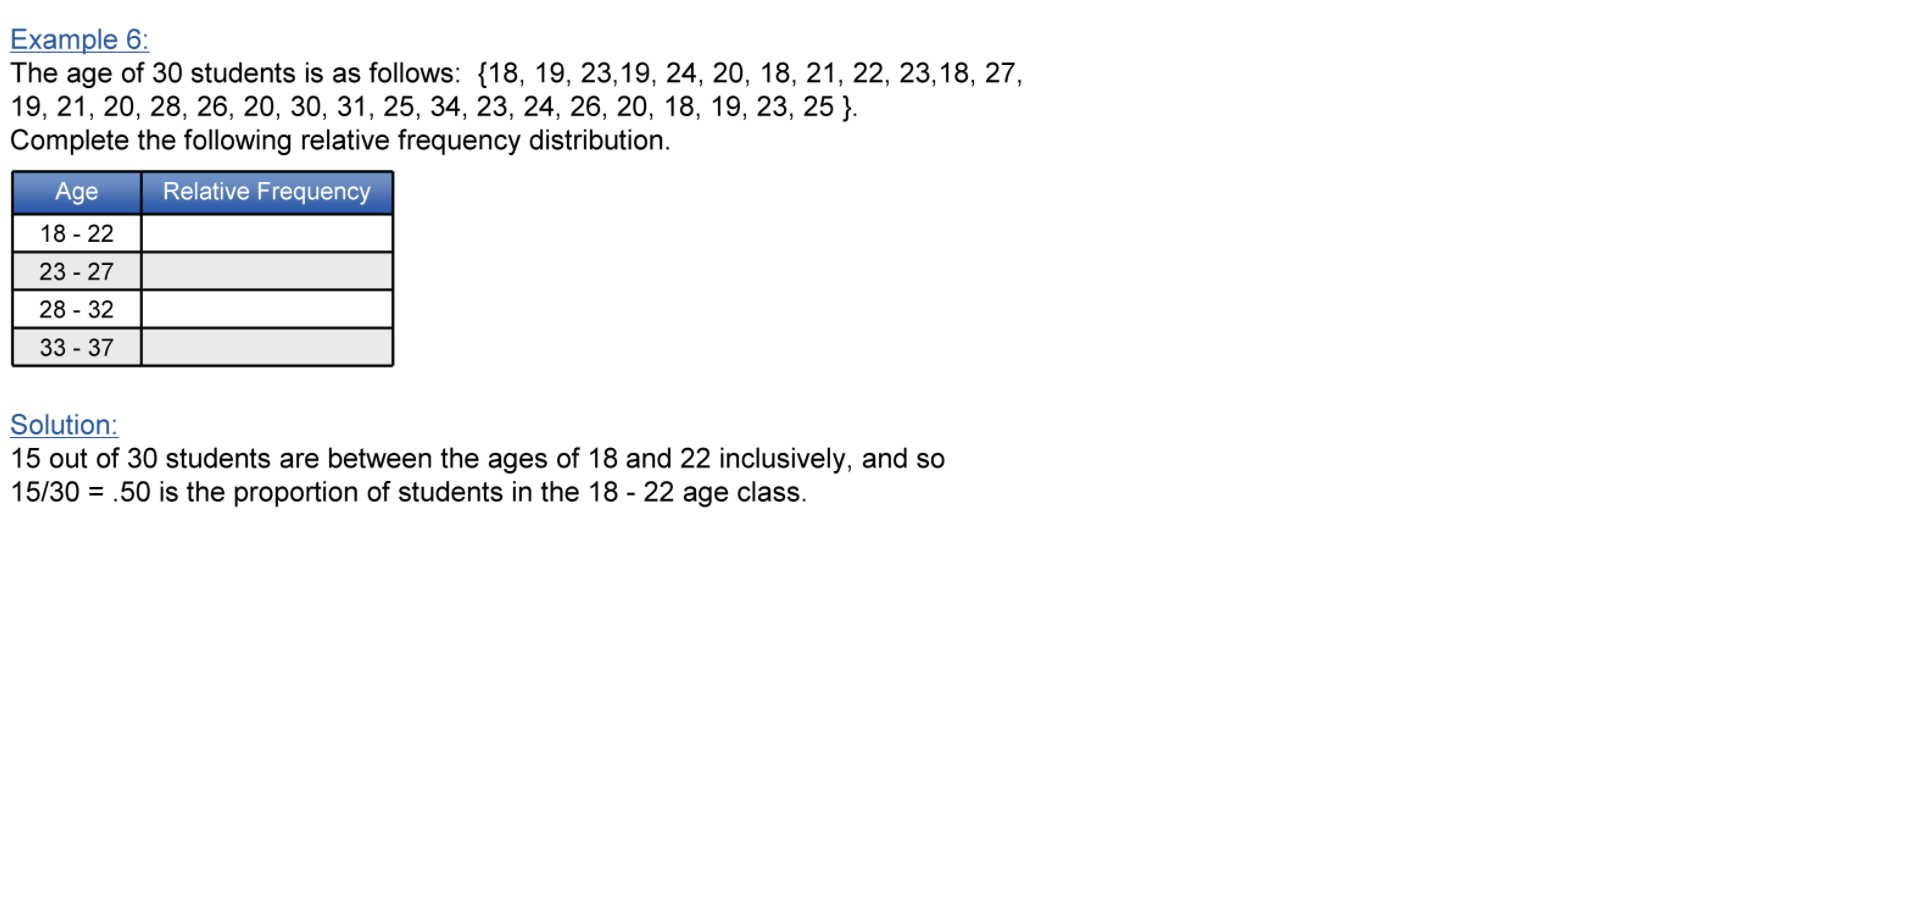 Example 6:
The age of 30 students is as follows:  {18, 19, 23,19, 24, 20, 18, 21, 22, 23,18, 27,
19, 21, 20, 28, 26, 20, 30, 31, 25, 34, 23, 24, 26, 20, 18, 19, 23, 25 }.
Complete the following relative frequency distribution.
Age Relative Frequency
18 - 22
23 - 27
28 - 32
33 - 37
Solution:
15 out of 30 students are between the ages of 18 and 22 inclusively, and so
15/30 = .50 is the proportion of students in the 18 - 22 age class.